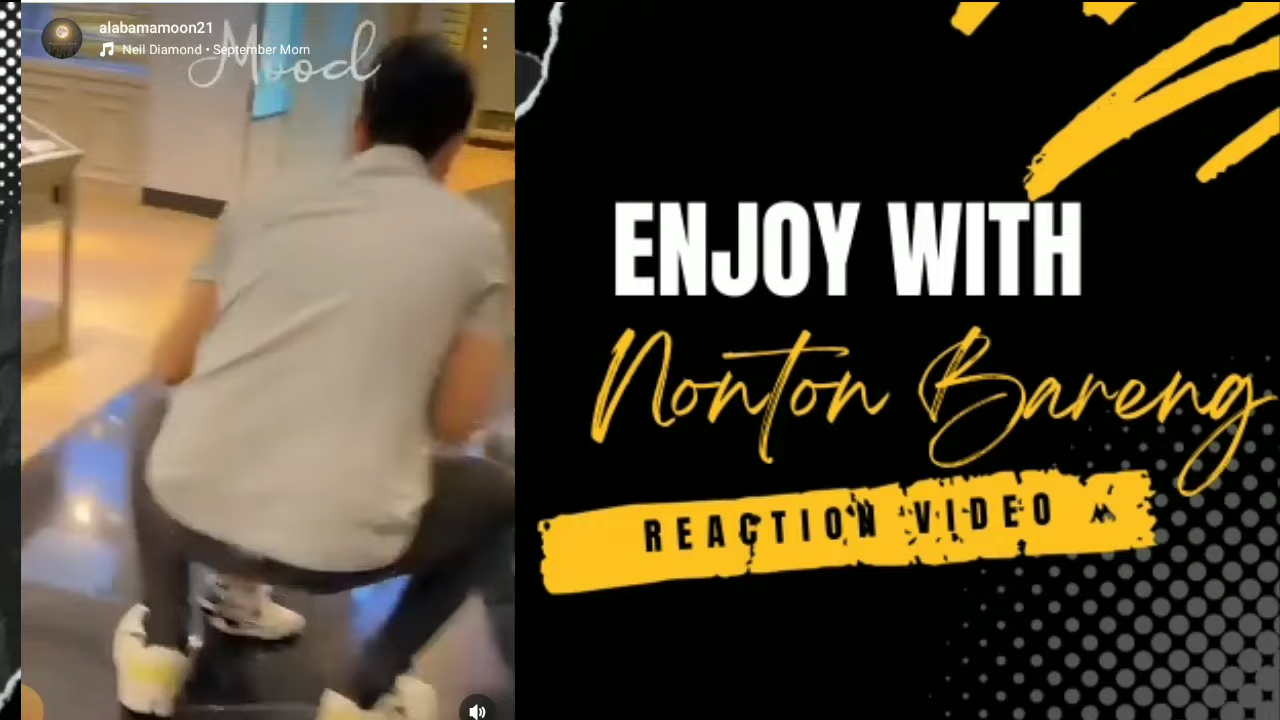 alabamamoon21
Neil Diamond • September Morn
Mood
ENJOY WITH
Nonton Bareng
REACTION VIDEO